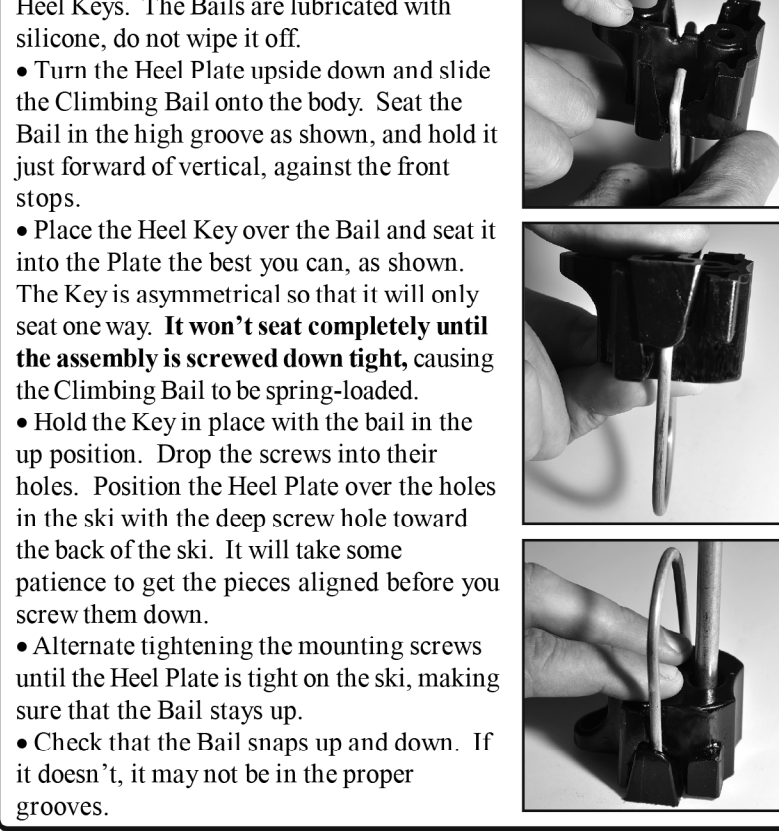 Heel Keys.  The Bails are lubricated with
silicone, do not wipe it off.
• Turn the Heel Plate upside down and slide
the Climbing Bail onto the body.  Seat the
Bail in the high groove as shown, and hold it
just forward of vertical, against the front
stops.
• Place the Heel Key over the Bail and seat it
into the Plate the best you can, as shown.
The Key is asymmetrical so that it will only
seat one way.  It won't seat completely until
the assembly is screwed down tight, causing
the Climbing Bail to be spring-loaded.
• Hold the Key in place with the bail in the
up position.  Drop the screws into their
holes.  Position the Heel Plate over the holes
in the ski with the deep screw hole toward
the back of the ski.  It will take some
patience to get the pieces aligned before you
screw them down.
• Alternate tightening the mounting screws
until the Heel Plate is tight on the ski, making
sure that the Bail stays up.
• Check that the Bail snaps up and down.  If
it doesn't, it may not be in the proper
grooves.